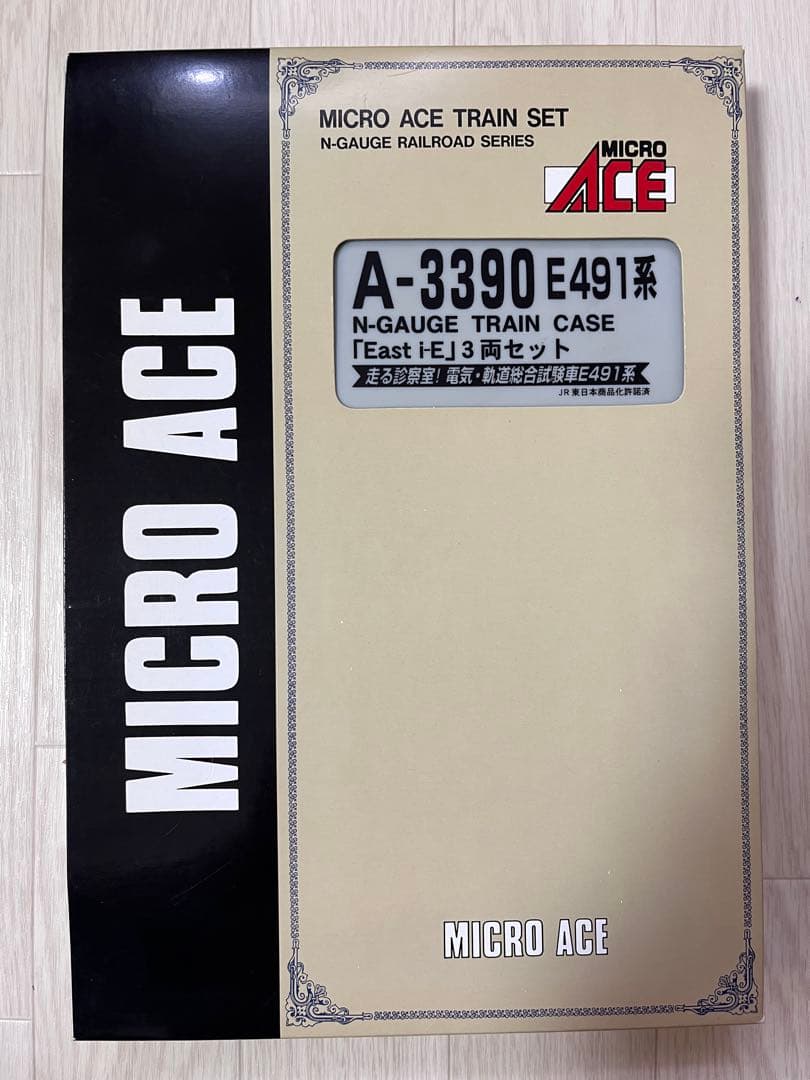 MICRO ACE
MICRO ACE TRAIN SET
N-GAUGE RAILROAD SERIES
MICRO
ACE
A-3390 E491系
N-GAUGE TRAIN CASE
「East i-E」3両セット
走る診察室!電気・軌道総合試験車E491系
JR東日本商品化許諾済
MICRO ACE